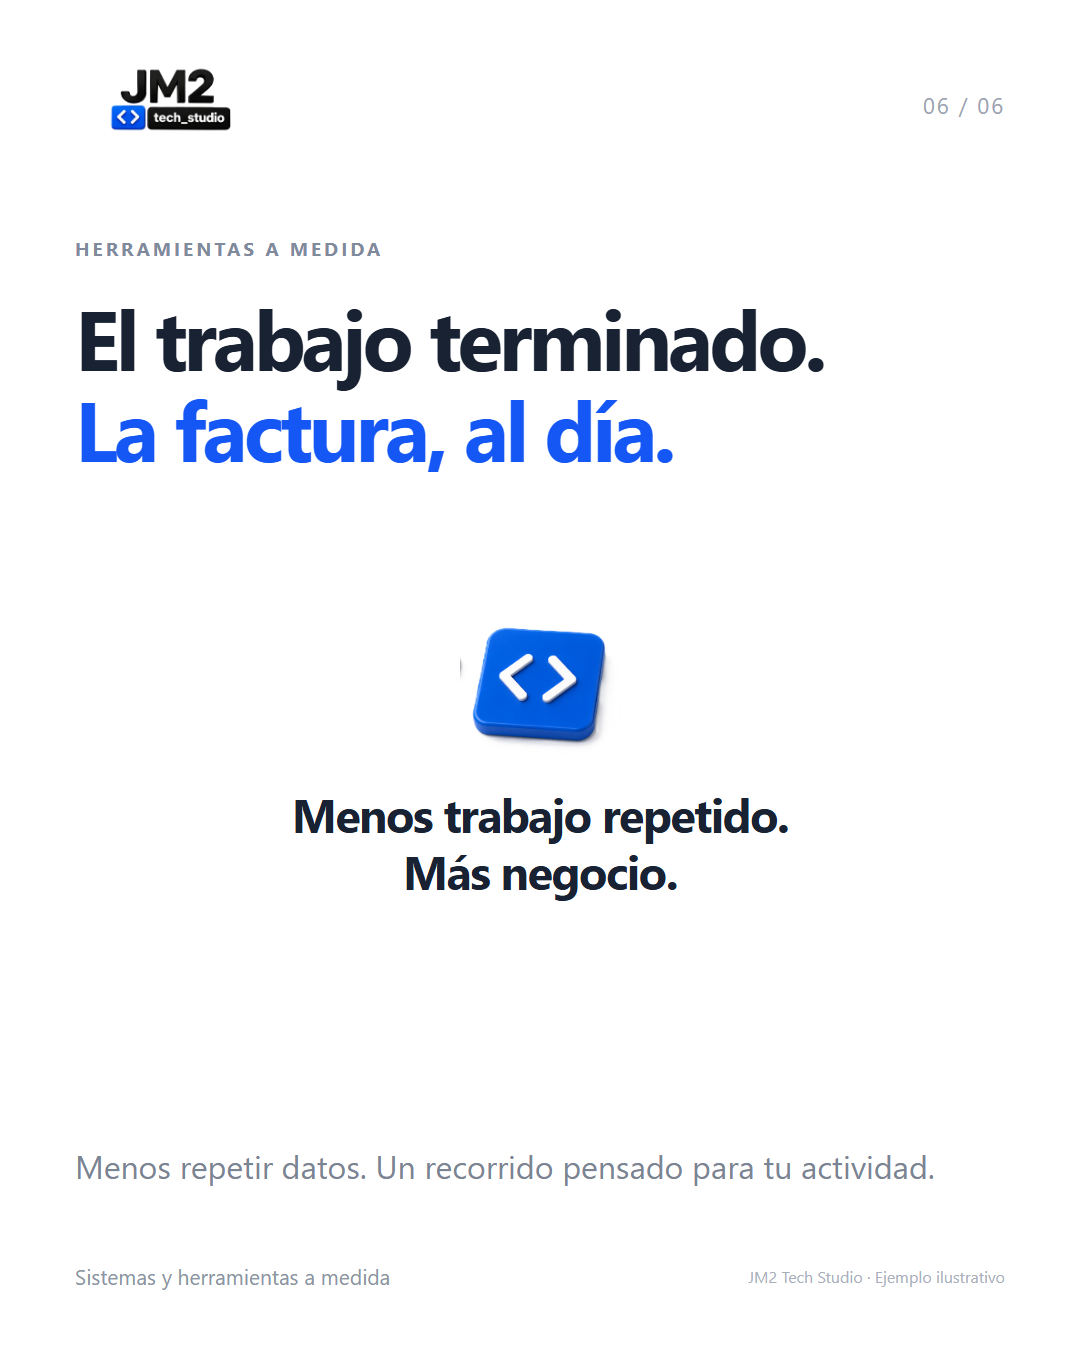 JM2
<> tech_studio
06 / 06
HERRAMIENTAS A MEDIDA
El trabajo terminado.
La factura, al día.
<>
Menos trabajo repetido.
Más negocio.
Menos repetir datos. Un recorrido pensado para tu actividad.
Sistemas y herramientas a medida
JM2 Tech Studio · Ejemplo ilustrativo